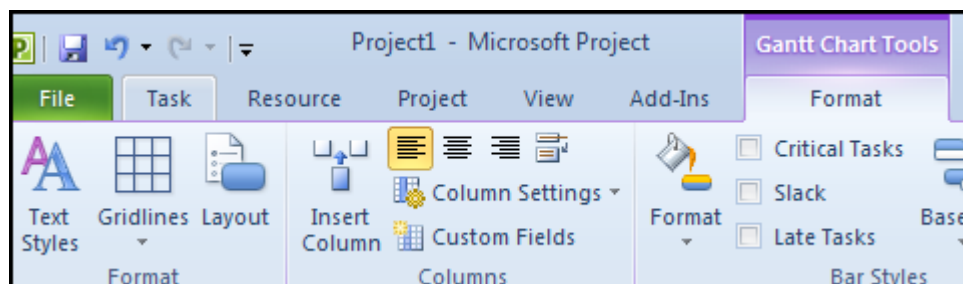 Project1 - Microsoft Project
Gantt Chart Tools
File Task Resource Project View Add-Ins Format
Text Styles
Gridlines
Layout
Insert Column
Column Settings
Custom Fields
Format
Critical Tasks
Slack
Late Tasks
Base
Format Columns Bar Styles